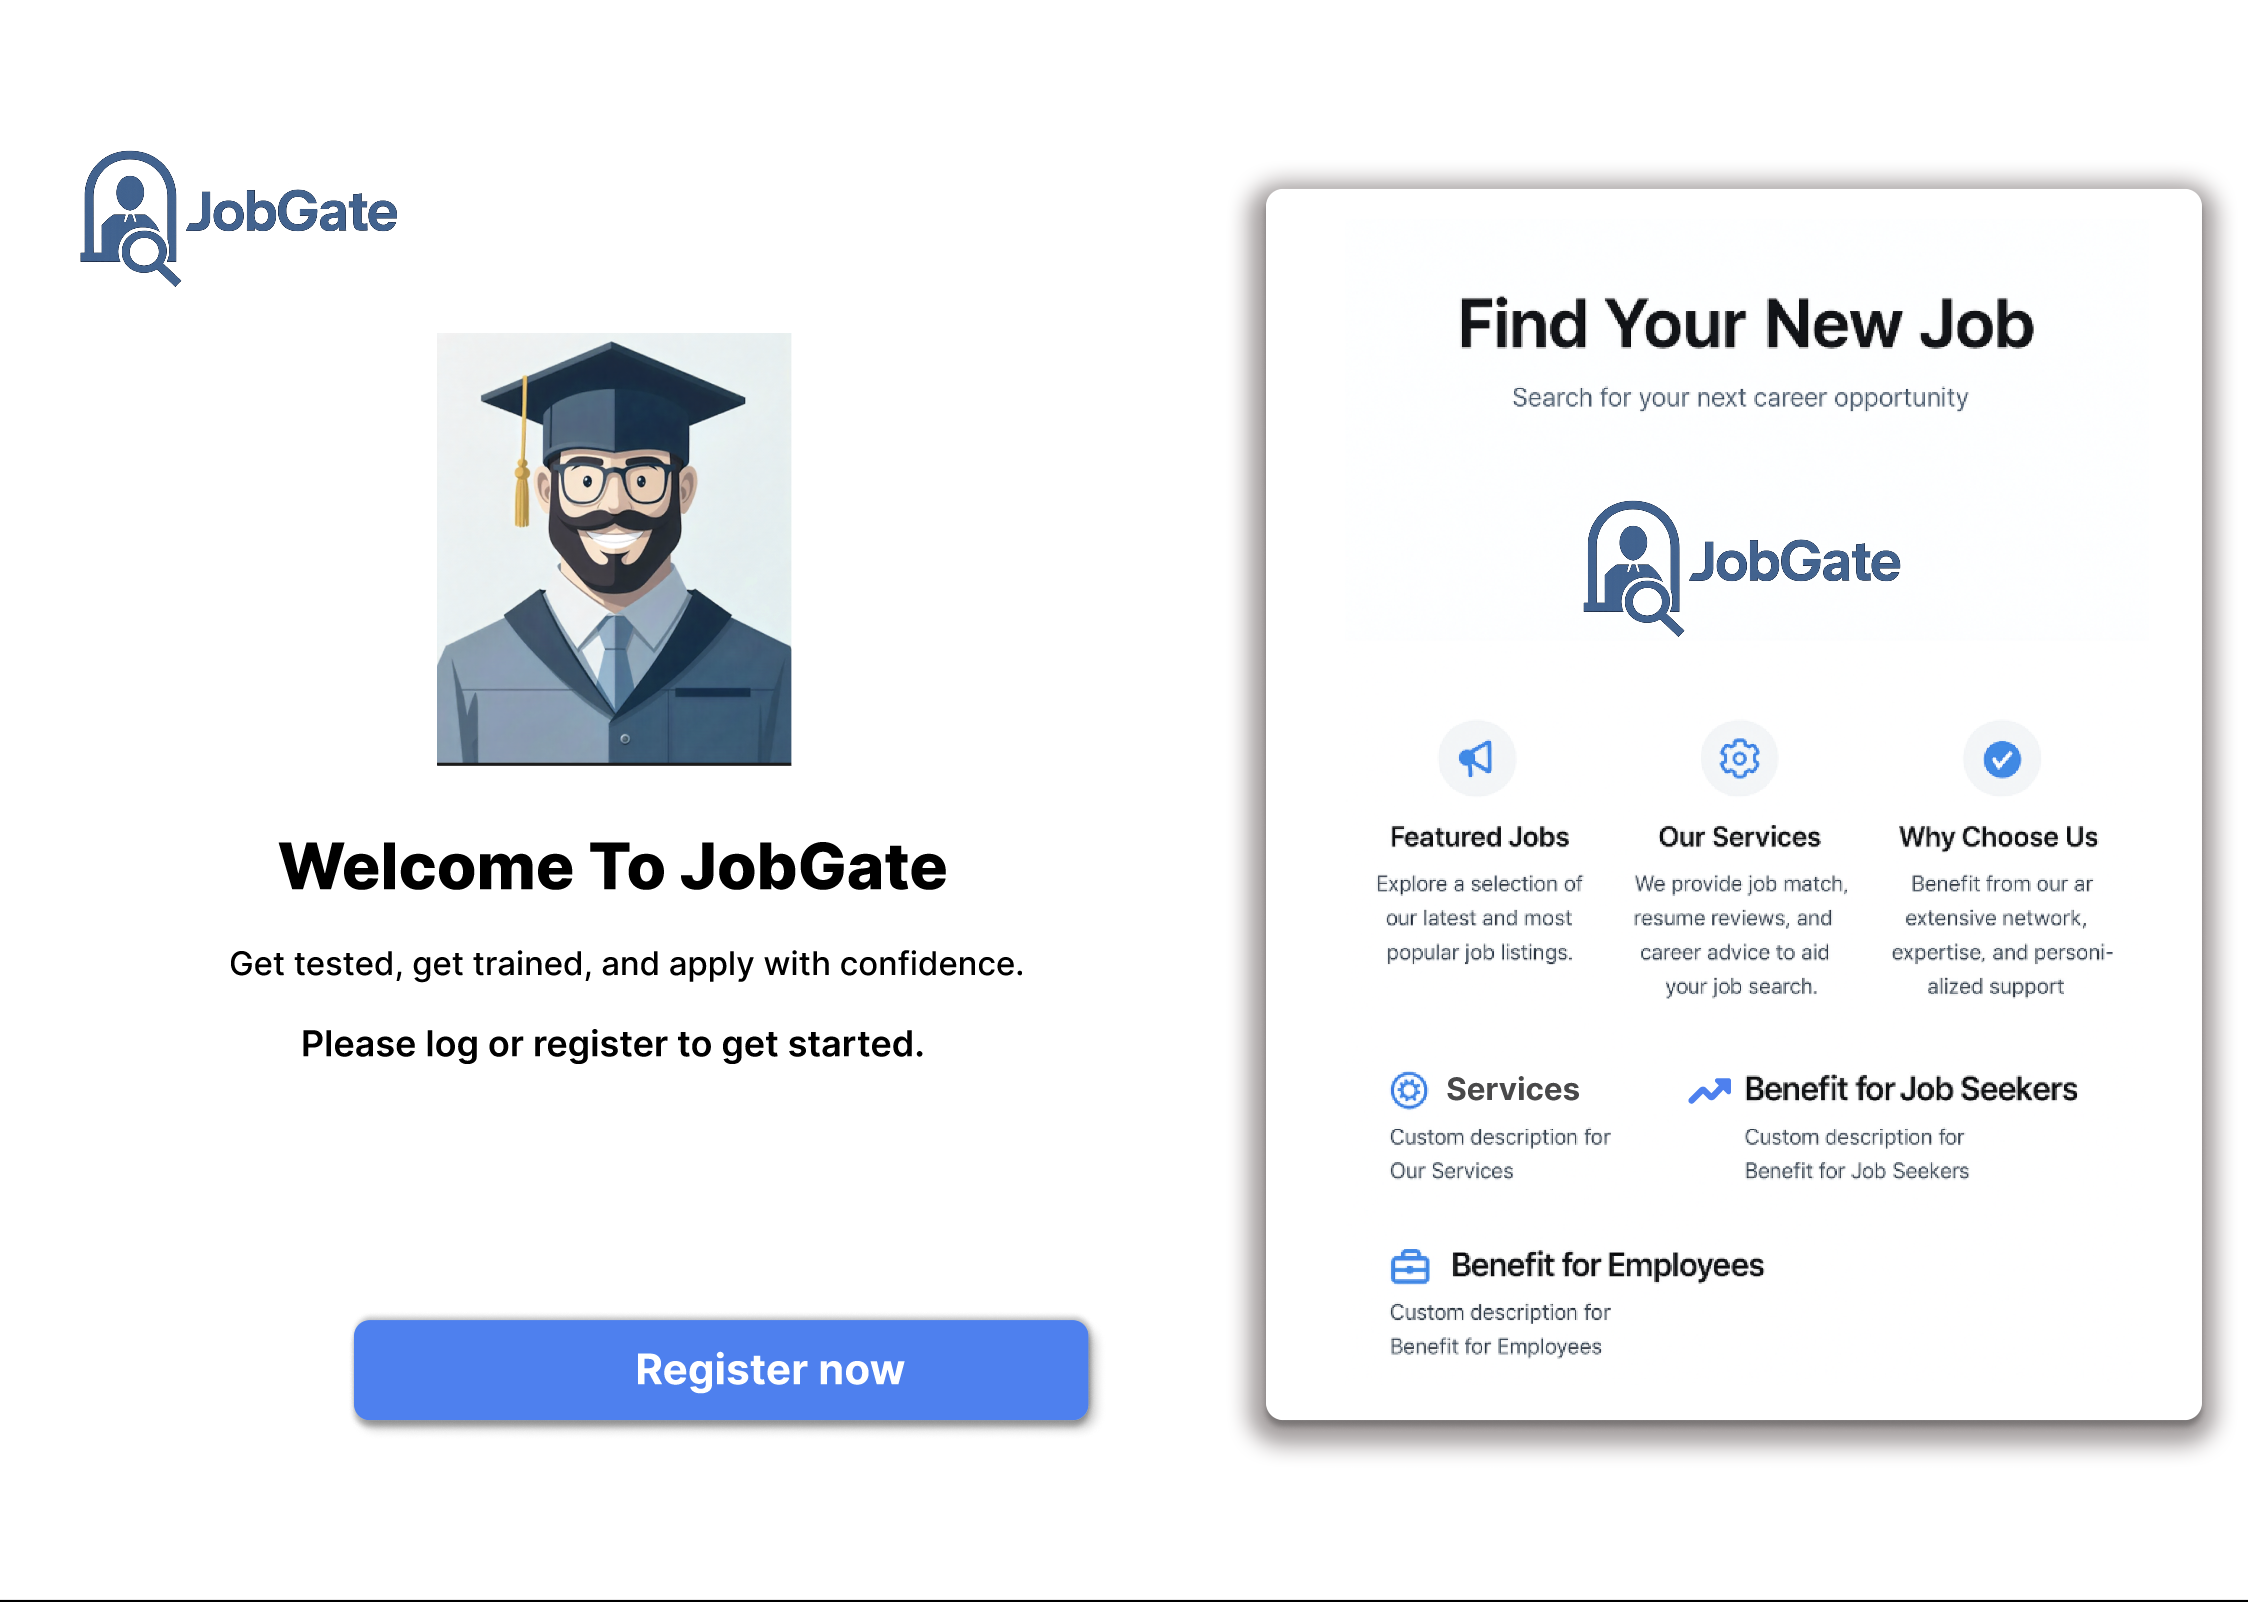 JobGate
Welcome To JobGate
Get tested, get trained, and apply with confidence.
Please log or register to get started.
Register now
Find Your New Job
Search for your next career opportunity
JobGate
Featured Jobs
Explore a selection of
our latest and most
popular job listings.
Our Services
We provide job match,
resume reviews, and
career advice to aid
your job search.
Why Choose Us
Benefit from our ar
extensive network,
expertise, and personi-
alized support
Services
Custom description for
Our Services
Benefit for Job Seekers
Custom description for
Benefit for Job Seekers
Benefit for Employees
Custom description for
Benefit for Employees